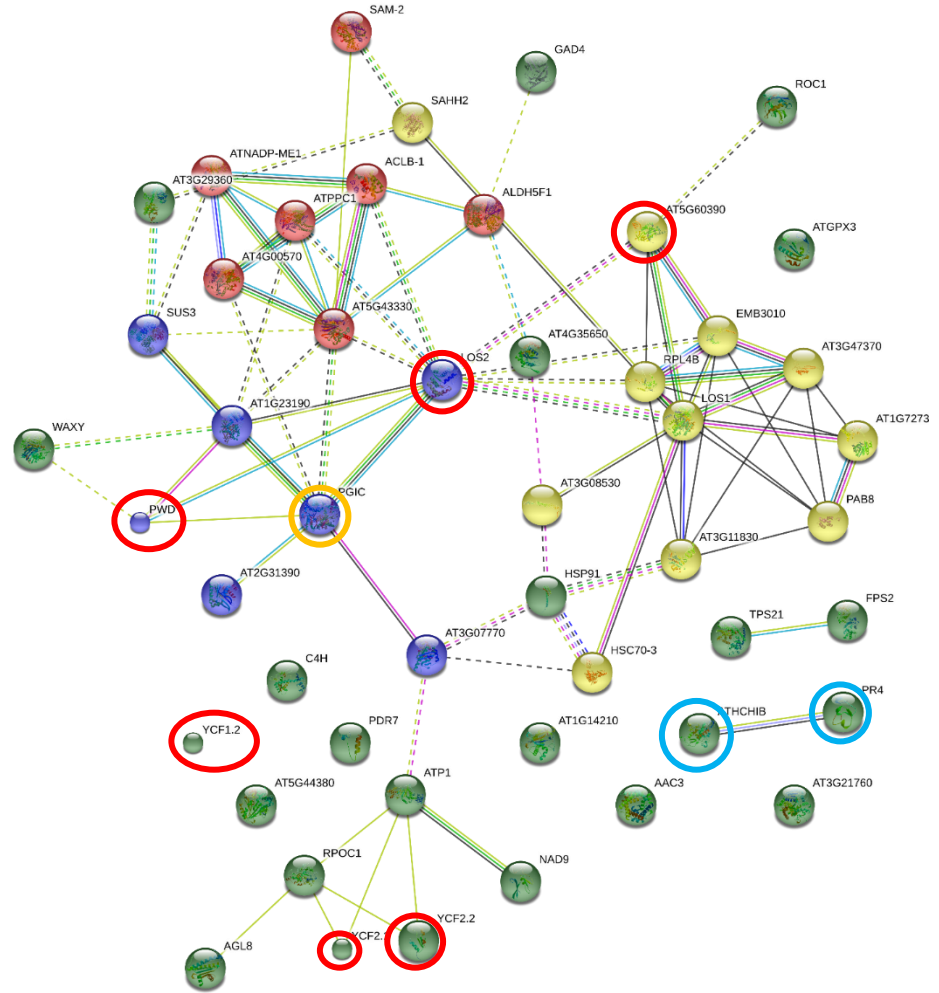 SAM-2
GAD4
ROC1
SAHH2
ATNADP-ME1
ACLB-1
AT3G29360
ATPPC1
ALDH5F1
AT5G60390
ATGPX3
AT4G00570
SUS3
AT5G43330
AT4G35650
EMB3010
LOS2
RPL4B
AT3G47370
AT1G23190
LOS1
AT1G7273
WAXY
PGIC
AT3G08530
PAB8
PWD
AT3G11830
AT2G31390
HSP91
TPS21
FPS2
AT3G07770
HSC70-3
C4H
PR4
ATHCHIB
YCF1.2
PDR7
AT1G14210
AT5G44380
ATP1
AAC3
AT3G21760
RPOC1
NAD9
YCF2.2
AGL8